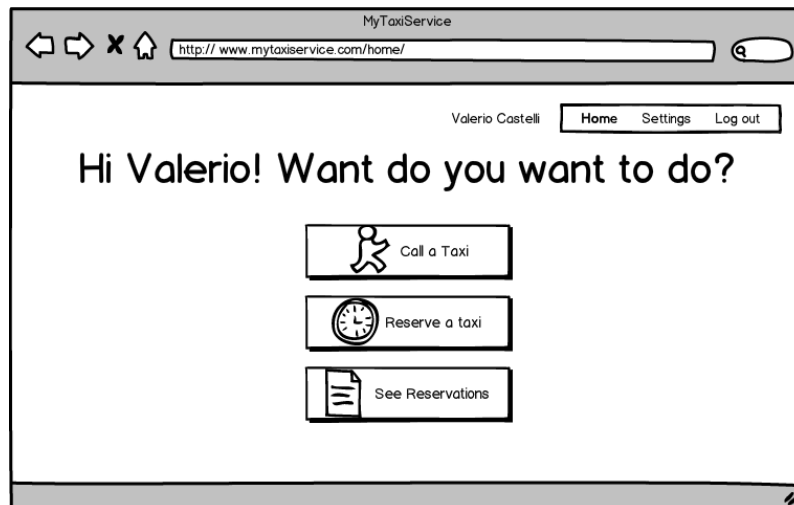 MyTaxiService
http:// www.mytaxiservice.com/home/
Valerio Castelli Home Settings Log out
Hi Valerio! Want do you want to do?
Call a Taxi
Reserve a taxi
See Reservations